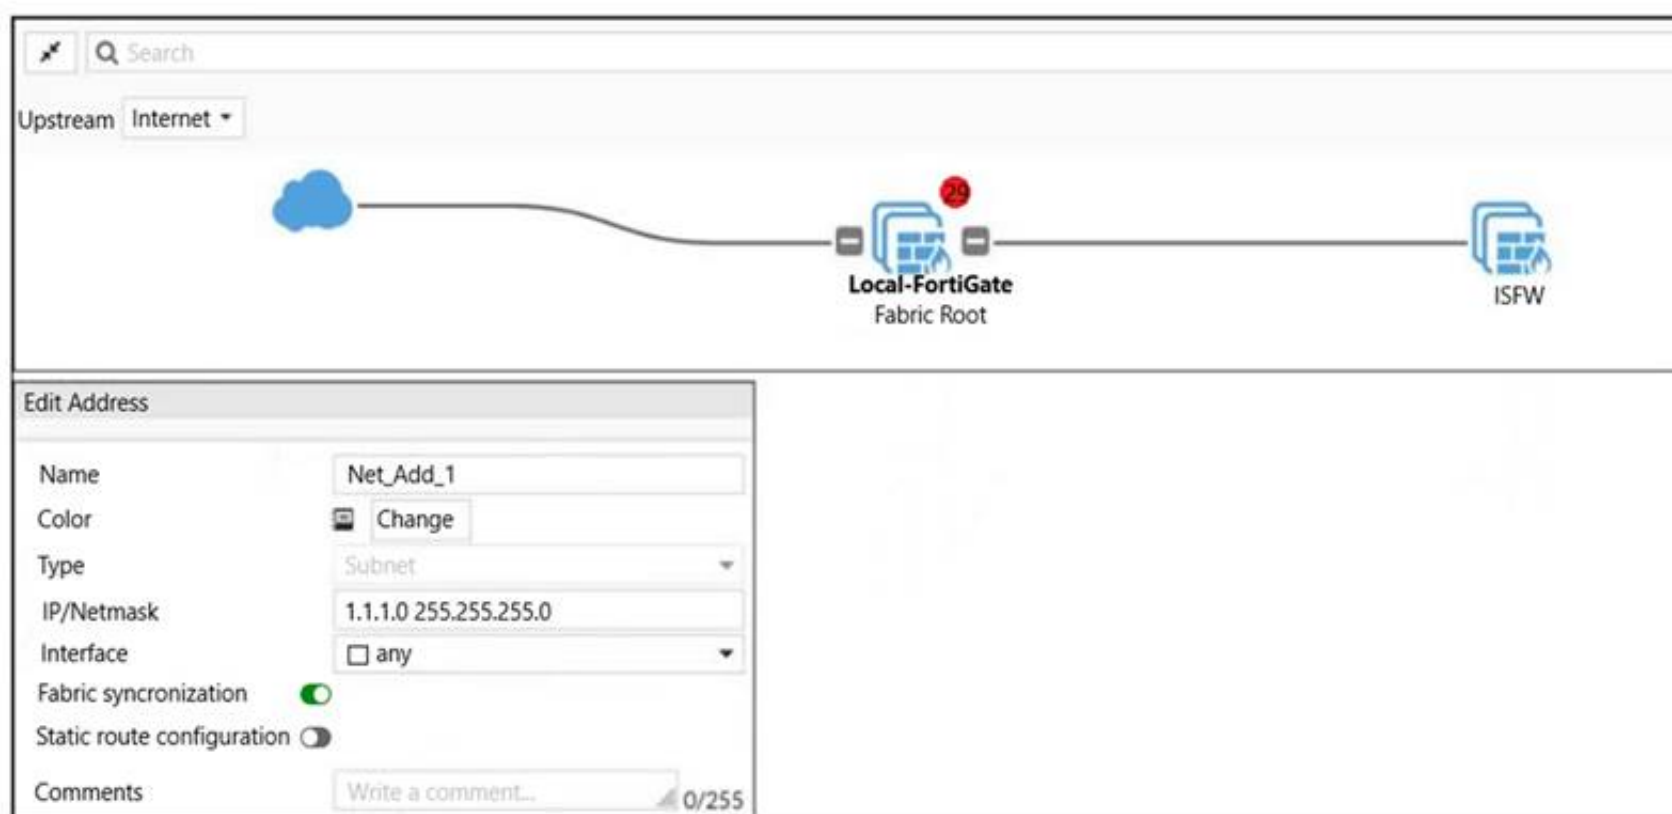 Search
Upstream Internet
29
Local-FortiGate
Fabric Root
ISFW
Edit Address
Name Net_Add_1
Color Change
Type Subnet
IP/Netmask 1.1.1.0 255.255.255.0
Interface any
Fabric syncronization
Static route configuration
Comments Write a comment... 0/255